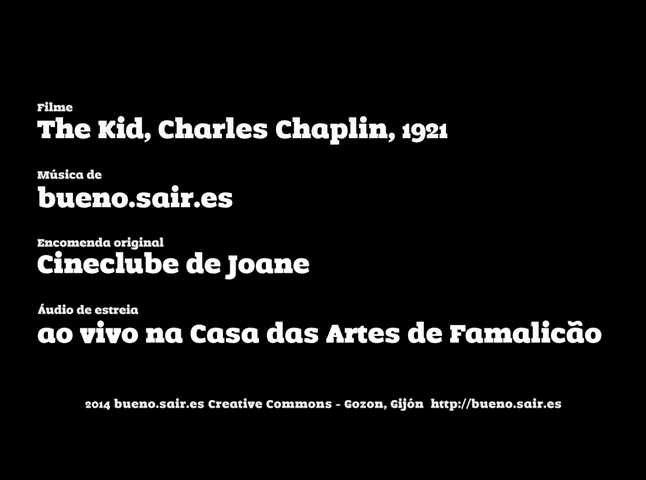 Filme
The Kid, Charles Chaplin, 1921
Música de
bueno.sair.es
Encomenda original
Cineclube de Joane
Áudio de estreia
ao vivo na Casa das Artes de Famalicão
2014 bueno.sair.es Creative Commons - Gozon, Gijón http://bueno.sair.es